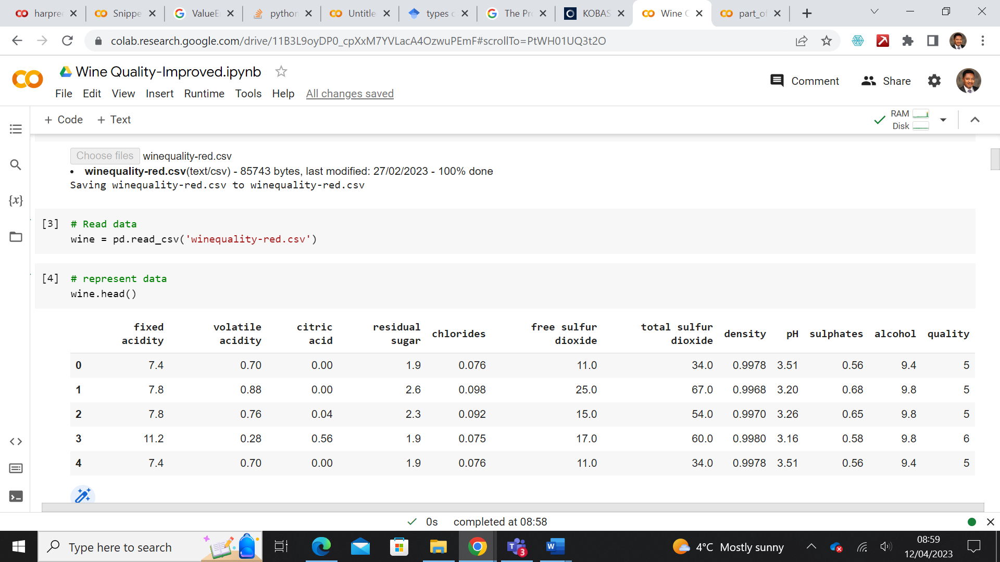 harpree
Snippe
ValueE
python
Untitle
types o
The Pr
KOBAS
Wine
part_of
colab.research.google.com/drive/11B3L9oyDP0_cpXxM7YVLacA4OzwuPEmF#scrollTo=PtWH01UQ3t2O
Wine Quality-Improved.ipynb
Comment
Share
File Edit View Insert Runtime Tools Help All changes saved
+ Code + Text
RAM
Disk
Choose files winequality-red.csv
• winequality-red.csv(text/csv) - 85743 bytes, last modified: 27/02/2023 - 100% done
Saving winequality-red.csv to winequality-red.csv
{x}
[3] # Read data
wine = pd.read_csv('winequality-red.csv')
[4] # represent data
wine.head()
fixed acidity volatile acidity citric acid residual sugar chlorides free sulfur dioxide total sulfur dioxide density pH sulphates alcohol quality
0 7.4 0.70 0.00 1.9 0.076 11.0 34.0 0.9978 3.51 0.56 9.4 5
1 7.8 0.88 0.00 2.6 0.098 25.0 67.0 0.9968 3.20 0.68 9.8 5
2 7.8 0.76 0.04 2.3 0.092 15.0 54.0 0.9970 3.26 0.65 9.8 5
3 11.2 0.28 0.56 1.9 0.075 17.0 60.0 0.9980 3.16 0.58 9.8 6
4 7.4 0.70 0.00 1.9 0.076 11.0 34.0 0.9978 3.51 0.56 9.4 5
0s completed at 08:58
Type here to search
3
4°C Mostly sunny
08:59
12/04/2023